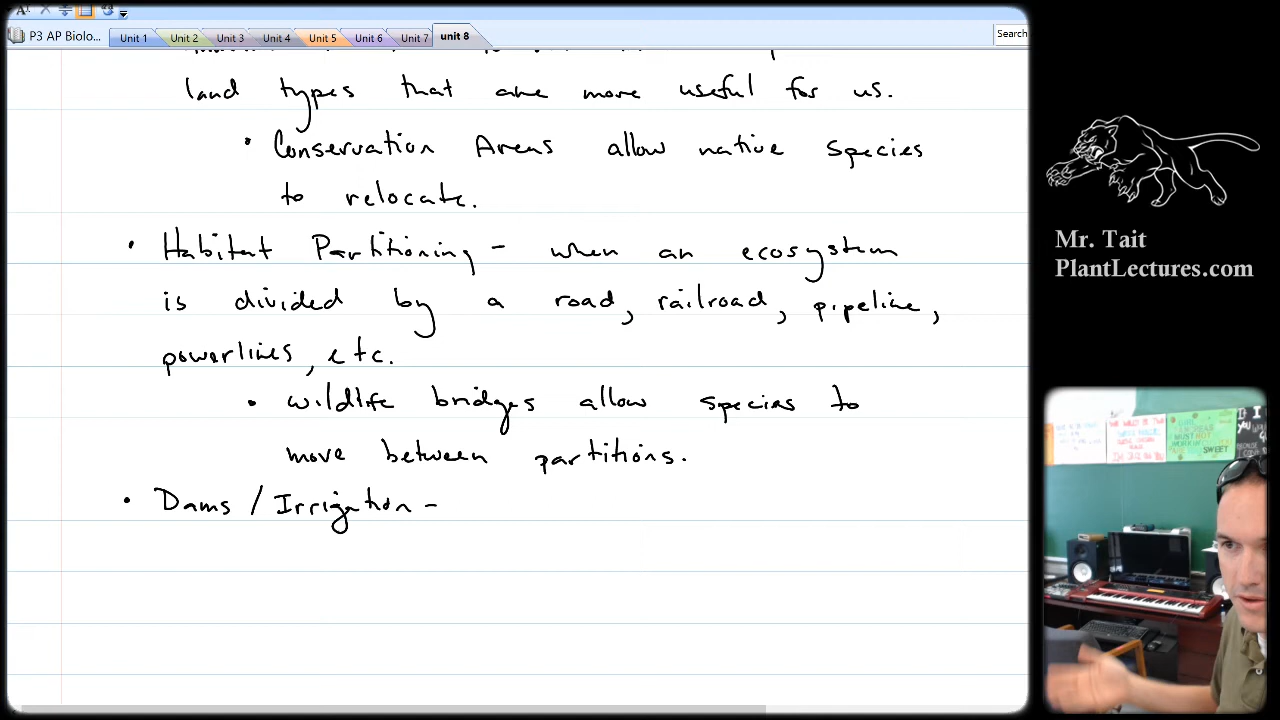 P3 AP Biolo...
Unit 1
Unit 2
Unit 3
Unit 4
Unit 5
Unit 6
Unit 7
unit 8
Search
land types that are more useful for us.
• Conservation Areas allow native species
to relocate.
• Habitat Partitioning - when an ecosystem
is divided by a road, railroad, pipeline,
powerlines, etc.
• wildlife bridges allow species to
move between partitions.
• Dams / Irrigation -
Mr. Tait
PlantLectures.com
MUST NOT
SWEET